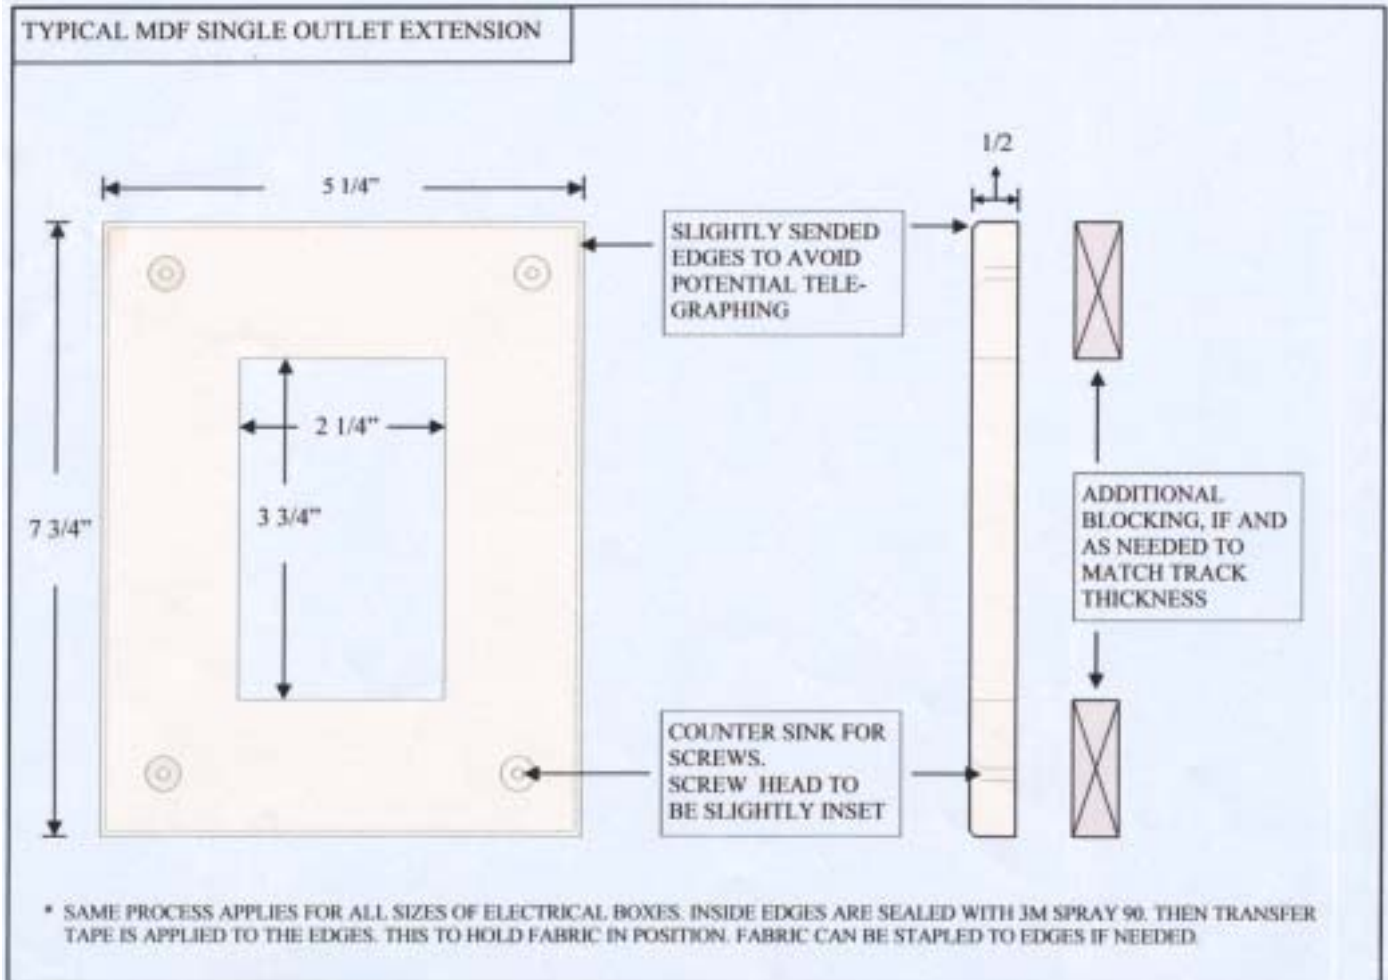 TYPICAL MDF SINGLE OUTLET EXTENSION
1/2
5 1/4”
SLIGHTLY SENDED
EDGES TO AVOID
POTENTIAL TELE-
GRAPHING
2 1/4”
3 3/4”
7 3/4”
ADDITIONAL
BLOCKING, IF AND
AS NEEDED TO
MATCH TRACK
THICKNESS
COUNTER SINK FOR
SCREWS.
SCREW HEAD TO
BE SLIGHTLY INSET
* SAME PROCESS APPLIES FOR ALL SIZES OF ELECTRICAL BOXES. INSIDE EDGES ARE SEALED WITH 3M SPRAY 90. THEN TRANSFER
TAPE IS APPLIED TO THE EDGES. THIS TO HOLD FABRIC IN POSITION. FABRIC CAN BE STAPLED TO EDGES IF NEEDED.